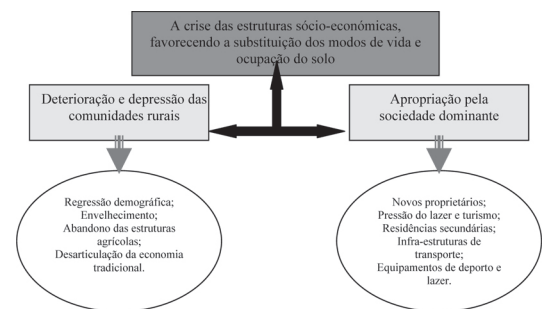 A crise das estruturas sócio-económicas,
favorecendo a substituição dos modos de vida e
ocupação do solo
Deterioração e depressão das
comunidades rurais
Apropriação pela
sociedade dominante
Regressão demográfica;
Envelhecimento;
Abandono das estruturas
agrícolas;
Desarticulação da economia
tradicional.
Novos proprietários;
Pressão do lazer e turismo;
Residências secundárias;
Infra-estruturas de
transporte;
Equipamentos de deporto e
lazer.